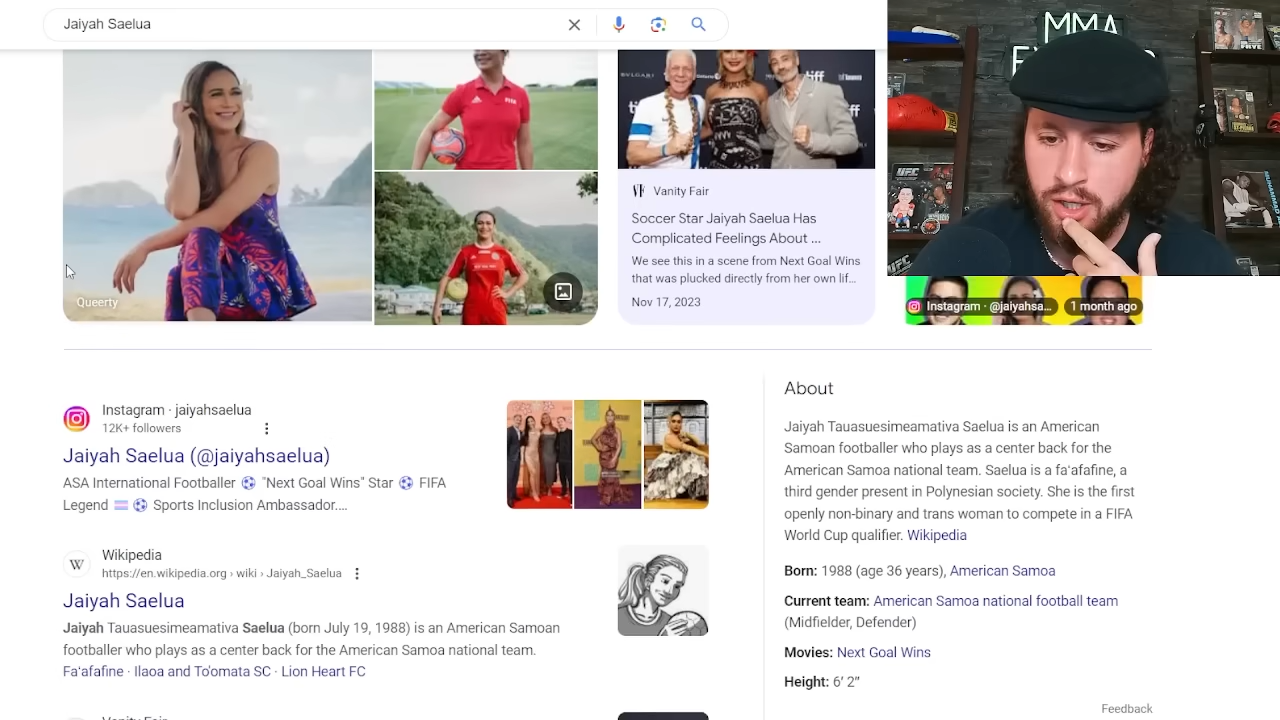 Jaiyah Saelua
MMA
Queerty
BVLGARI
tiff
FIFA
Vanity Fair
Soccer Star Jaiyah Saelua Has
Complicated Feelings About ...
We see this in a scene from Next Goal Wins
that was plucked directly from her own lif...
Nov 17, 2023
UFC
Instagram · @jaiyahsa...
1 month ago
Instagram · jaiyahsaelua
12K+ followers
Jaiyah Saelua (@jaiyahsaelua)
ASA International Footballer ⚽ "Next Goal Wins" Star ⚽ FIFA
Legend ⚽ Sports Inclusion Ambassador....
W
Wikipedia
https://en.wikipedia.org › wiki › Jaiyah_Saelua
Jaiyah Saelua
Jaiyah Tauasuesimeamativa Saelua (born July 19, 1988) is an American Samoan
footballer who plays as a center back for the American Samoa national team.
Faʻafafine · Ilaoa and To'omata SC · Lion Heart FC
Vanity Fair
About
Jaiyah Tauasuesimeamativa Saelua is an American
Samoan footballer who plays as a center back for the
American Samoa national team. Saelua is a faʻafafine, a
third gender present in Polynesian society. She is the first
openly non-binary and trans woman to compete in a FIFA
World Cup qualifier. Wikipedia
Born: 1988 (age 36 years), American Samoa
Current team: American Samoa national football team
(Midfielder, Defender)
Movies: Next Goal Wins
Height: 6′ 2″
Feedback